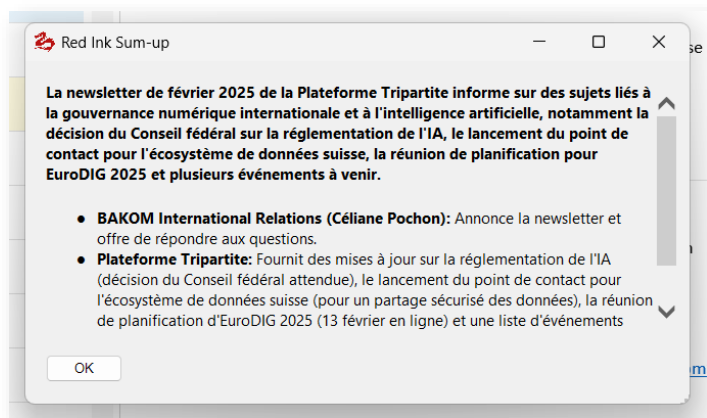 Red Ink Sum-up
se
La newsletter de février 2025 de la Plateforme Tripartite informe sur des sujets liés à
la gouvernance numérique internationale et à l'intelligence artificielle, notamment la
décision du Conseil fédéral sur la réglementation de l'IA, le lancement du point de
contact pour l'écosystème de données suisse, la réunion de planification pour
EuroDIG 2025 et plusieurs événements à venir.
● BAKOM International Relations (Céliane Pochon): Annonce la newsletter et
offre de répondre aux questions.
● Plateforme Tripartite: Fournit des mises à jour sur la réglementation de l'IA
(décision du Conseil fédéral attendue), le lancement du point de contact pour
l'écosystème de données suisse (pour un partage sécurisé des données), la réunion
de planification d'EuroDIG 2025 (13 février en ligne) et une liste d'événements
OK
om